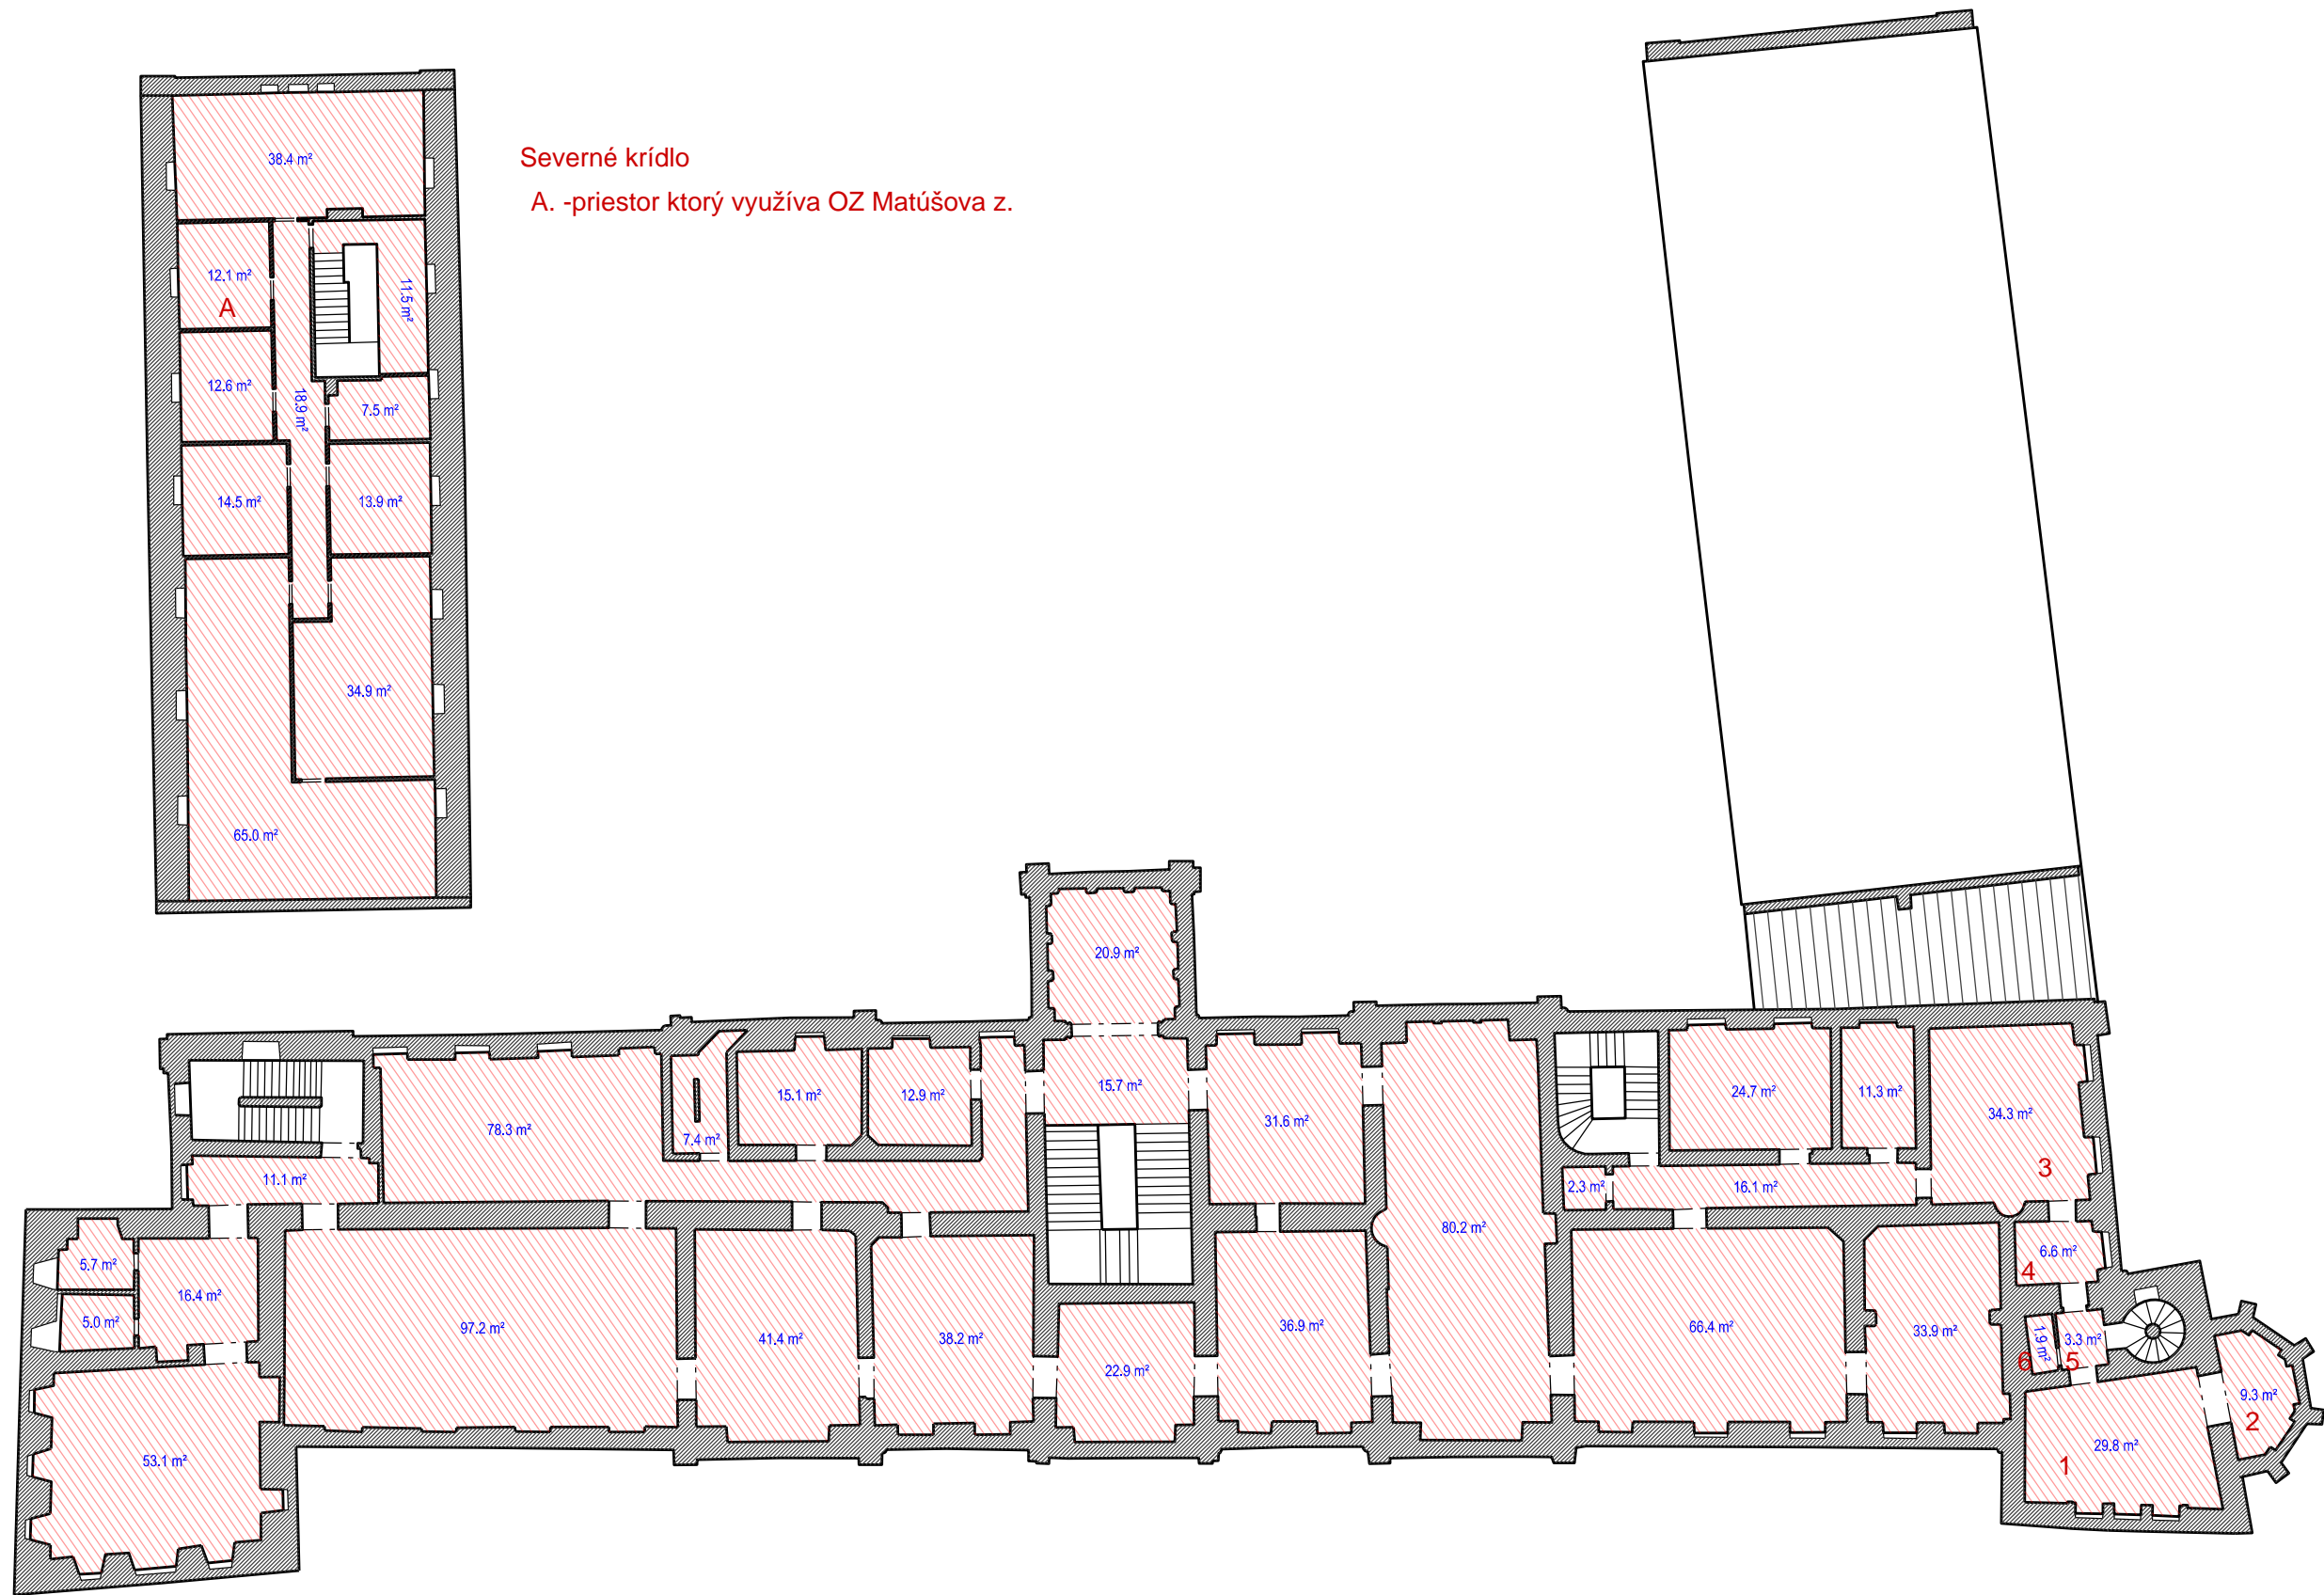 38.4 m²
Severné krídlo
A. -priestor ktorý využíva OZ Matúšova z.
12.1 m²
A
11.5 m²
12.6 m²
18.9 m²
7.5 m²
14.5 m²
13.9 m²
34.9 m²
65.0 m²
20.9 m²
15.7 m²
15.1 m²
12.9 m²
24.7 m²
11.3 m²
34.3 m²
31.6 m²
78.3 m²
7.4 m²
3
11.1 m²
2.3 m²
16.1 m²
80.2 m²
5.7 m²
6.6 m²
4
16.4 m²
5.0 m²
97.2 m²
41.4 m²
38.2 m²
36.9 m²
66.4 m²
33.9 m²
1.9 m²
3.3 m²
6
5
22.9 m²
9.3 m²
2
53.1 m²
29.8 m²
1